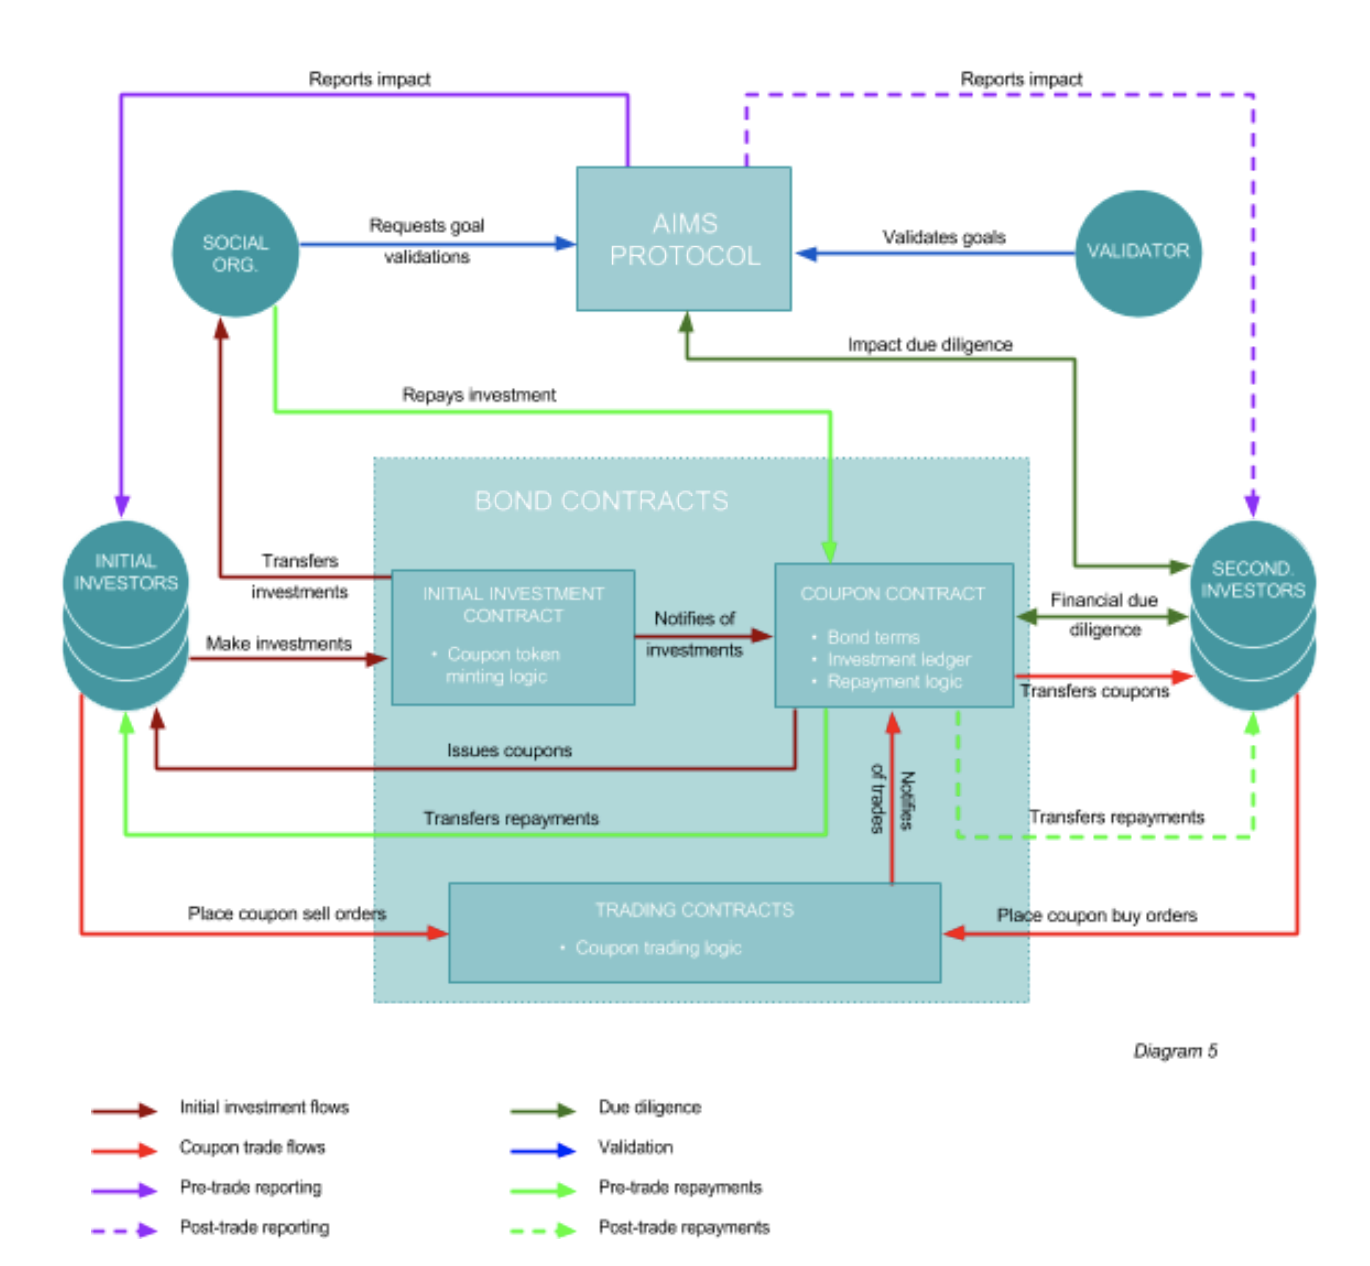 Reports impact
Reports impact
AIMS
PROTOCOL
SOCIAL
ORG.
Requests goal
validations
Validates goals
VALIDATOR
Impact due diligence
Repays investment
BOND CONTRACTS
INITIAL
INVESTORS
Transfers
investments
INITIAL INVESTMENT
CONTRACT
• Coupon token
minting logic
Make investments
Notifies of
investments
COUPON CONTRACT
• Bond terms
• Investment ledger
• Repayment logic
Financial due
diligence
SECOND.
INVESTORS
Transfers coupons
Issues coupons
Transfers repayments
Notifies
of trades
Transfers repayments
Place coupon sell orders
TRADING CONTRACTS
• Coupon trading logic
Place coupon buy orders
Diagram 5
Initial investment flows
Coupon trade flows
Pre-trade reporting
Post-trade reporting
Due diligence
Validation
Pre-trade repayments
Post-trade repayments